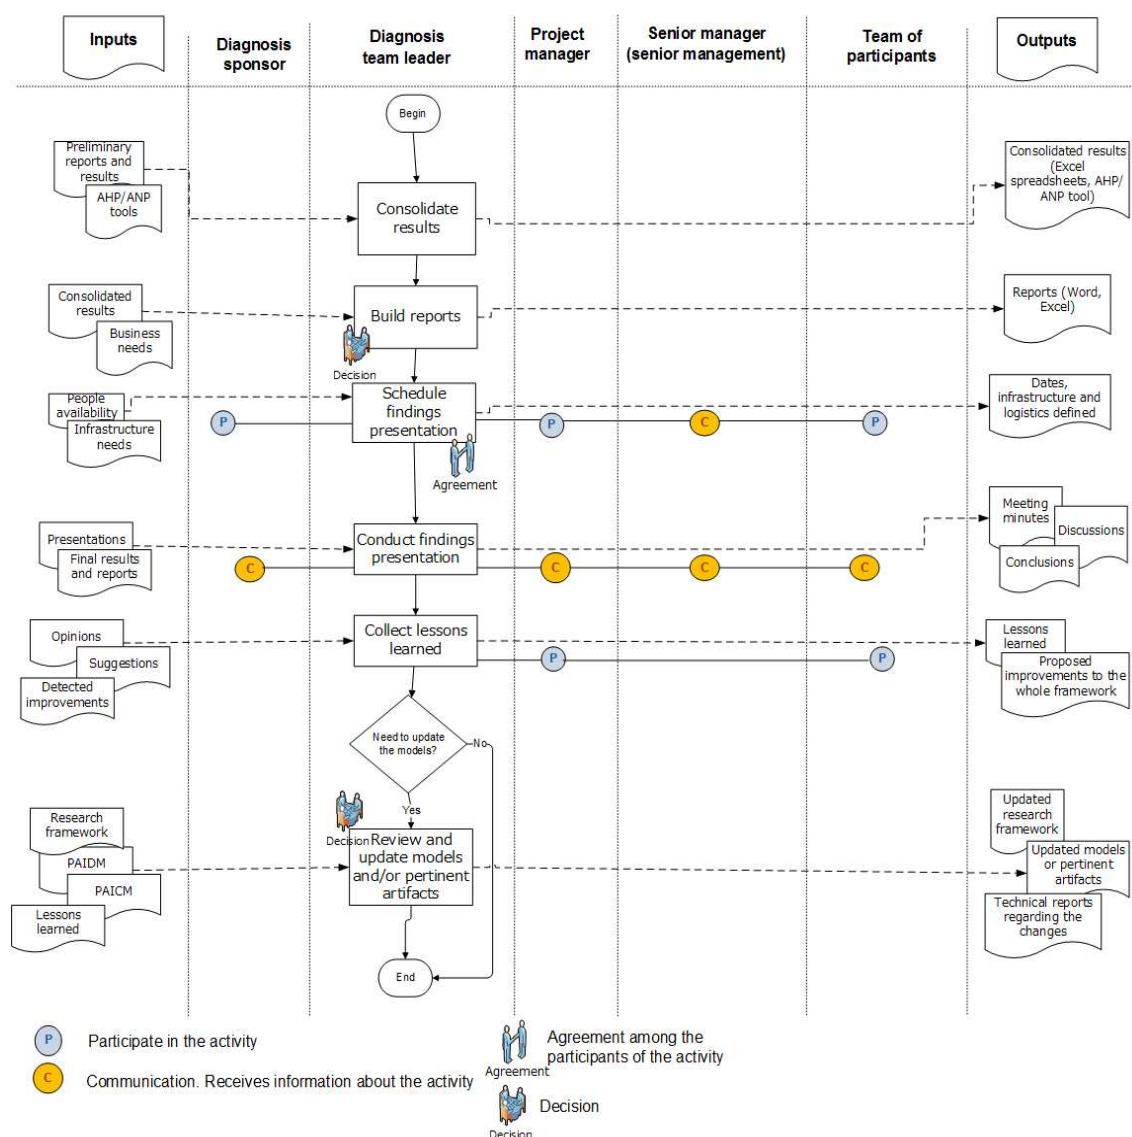 Inputs
Diagnosis
sponsor
Diagnosis
team leader
Project
manager
Senior manager
(senior management)
Team of
participants
Outputs
Begin
Preliminary
reports and
results
AHP/ANP
tools
Consolidate
results
Consolidated results
(Excel
spreadsheets, AHP/
ANP tool)
Consolidated
results
Business
needs
Build reports
Decision
Reports (Word,
Excel)
People
availability
Infrastructure
needs
Schedule
findings
presentation
Agreement
P
P
C
P
Dates,
infrastructure and
logistics defined
Presentations
Final results
and reports
Conduct findings
presentation
C
C
C
C
Meeting
minutes
Discussions
Conclusions
Opinions
Suggestions
Detected
improvements
Collect lessons
learned
P
P
Lessons
learned
Proposed
improvements to the
whole framework
Need to update
the models?
No
Yes
Research
framework
PAIDM
PAICM
Lessons
learned
Decision
Review and
update models
and/or pertinent
artifacts
Updated
research
framework
Updated models
or pertinent
artifacts
Technical reports
regarding the
changes
End
P
Participate in the activity
C
Communication. Receives information about the activity
Agreement
Agreement among the
participants of the activity
Decision
Decision